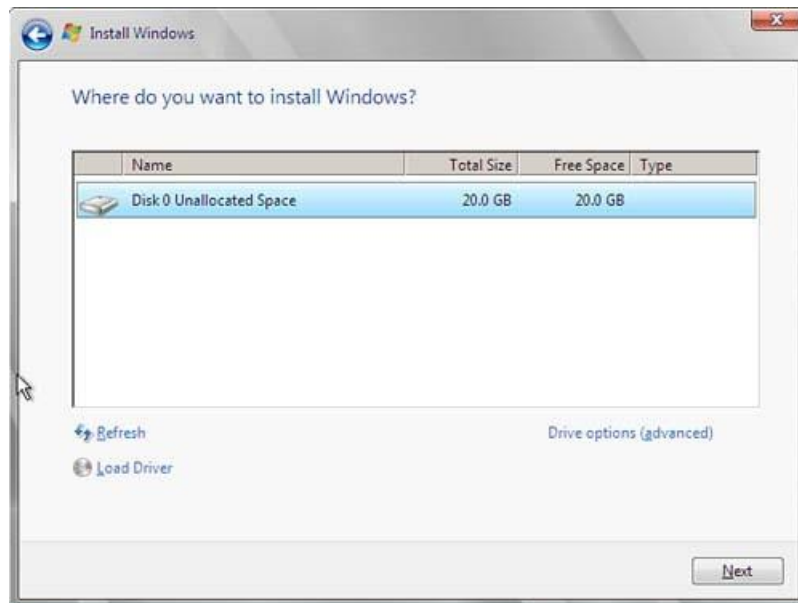 Install Windows
Where do you want to install Windows?
Name Total Size Free Space Type
Disk 0 Unallocated Space 20.0 GB 20.0 GB
Refresh Drive options (advanced)
Load Driver
Next